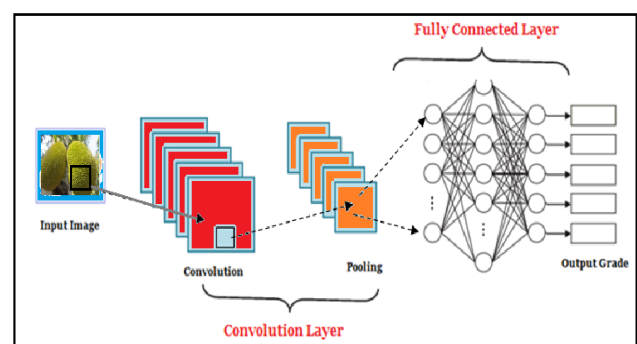 Fully Connected Layer
Input Image
Convolution
Pooling
Output Grade
Convolution Layer